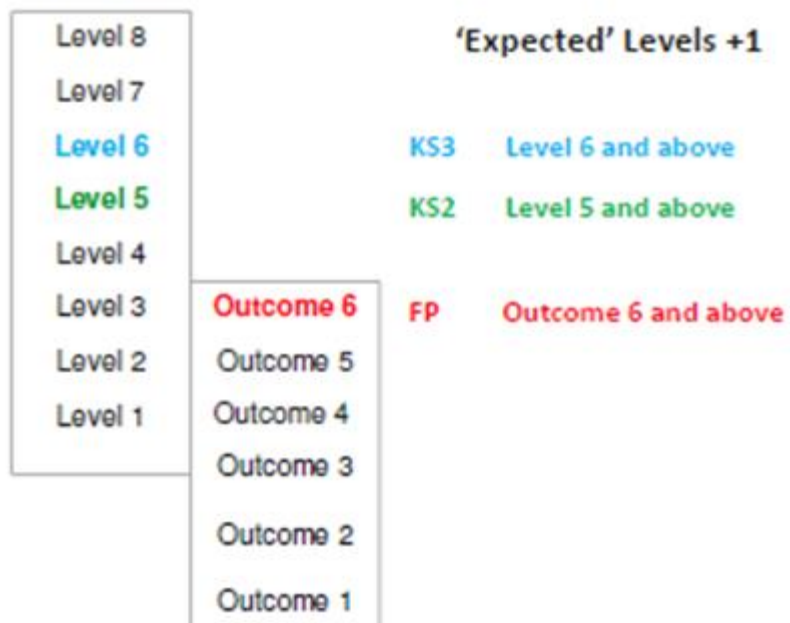 Level 8
'Expected' Levels +1
Level 7
Level 6
KS3 Level 6 and above
Level 5
KS2 Level 5 and above
Level 4
Level 3
Outcome 6
FP Outcome 6 and above
Level 2
Outcome 5
Level 1
Outcome 4
Outcome 3
Outcome 2
Outcome 1